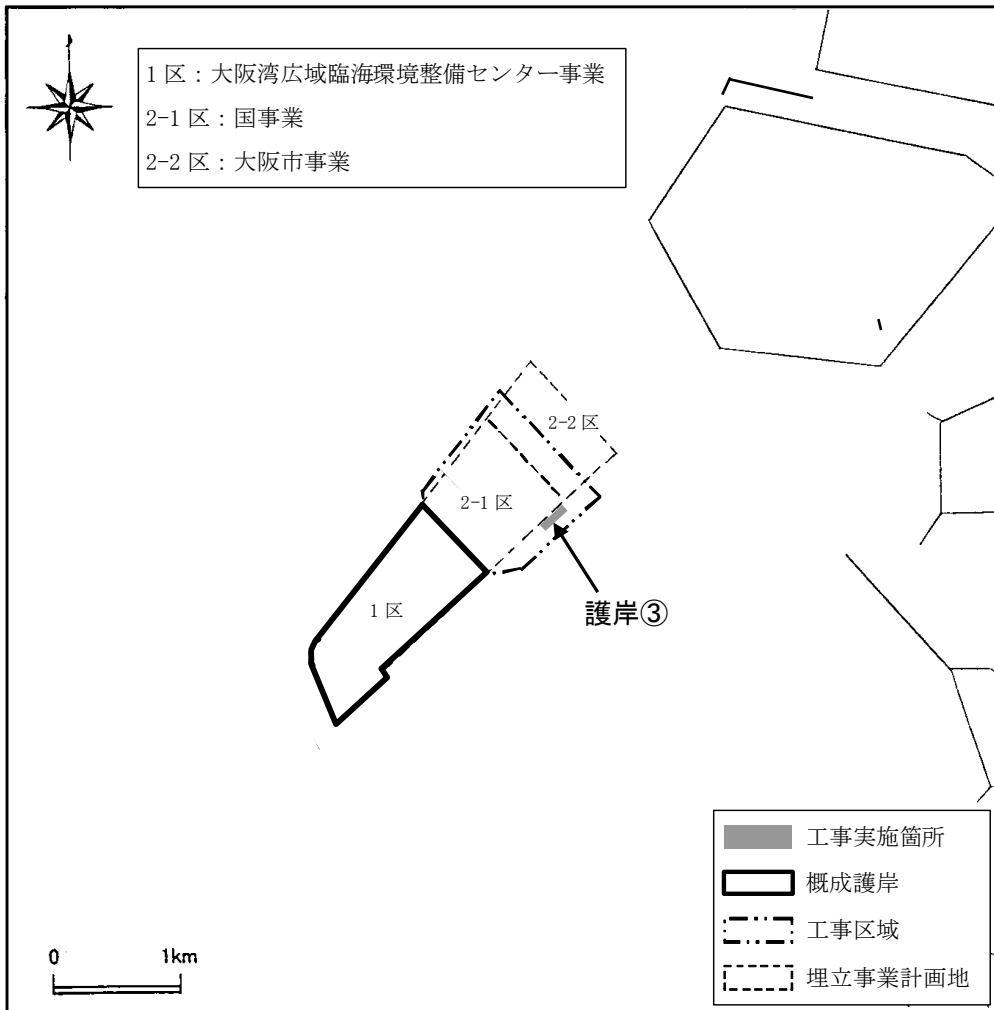 1 区：大阪湾広域臨海環境整備センター事業
2-1 区：国事業
2-2 区：大阪市事業
2-2 区
2-1 区
1 区
護岸③
工事実施箇所
概成護岸
工事区域
埋立事業計画地
0 1km